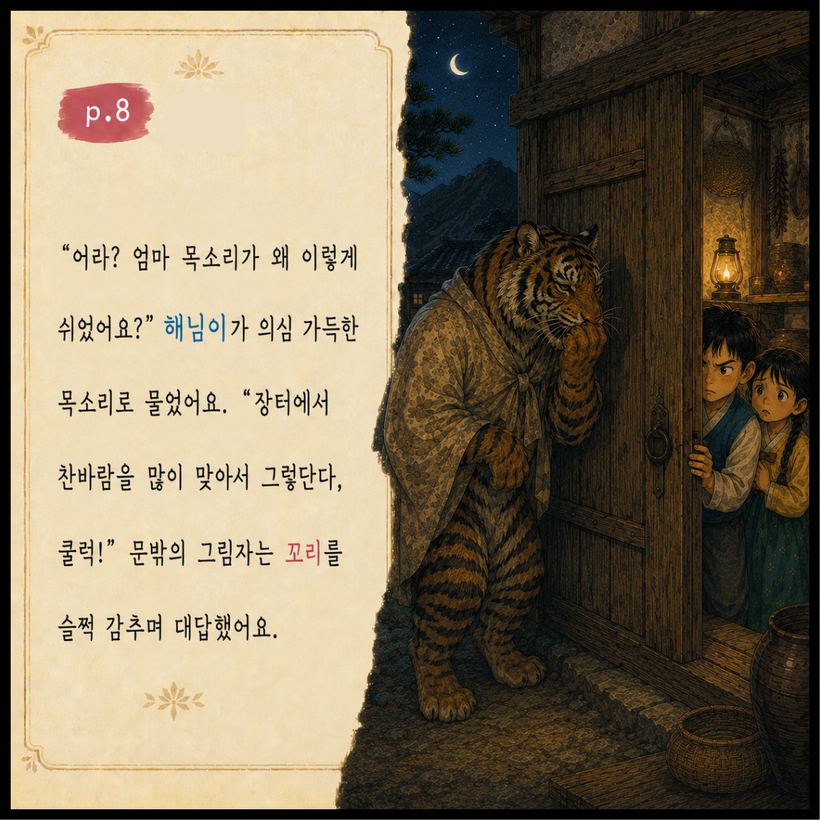 p.8
“어라? 엄마 목소리가 왜 이렇게
쉬었어요?” 해님이가 의심 가득한
목소리로 물었어요. “장터에서
찬바람을 많이 맞아서 그렇단다,
쿨럭!” 문밖의 그림자는 꼬리를
슬쩍 감추며 대답했어요.